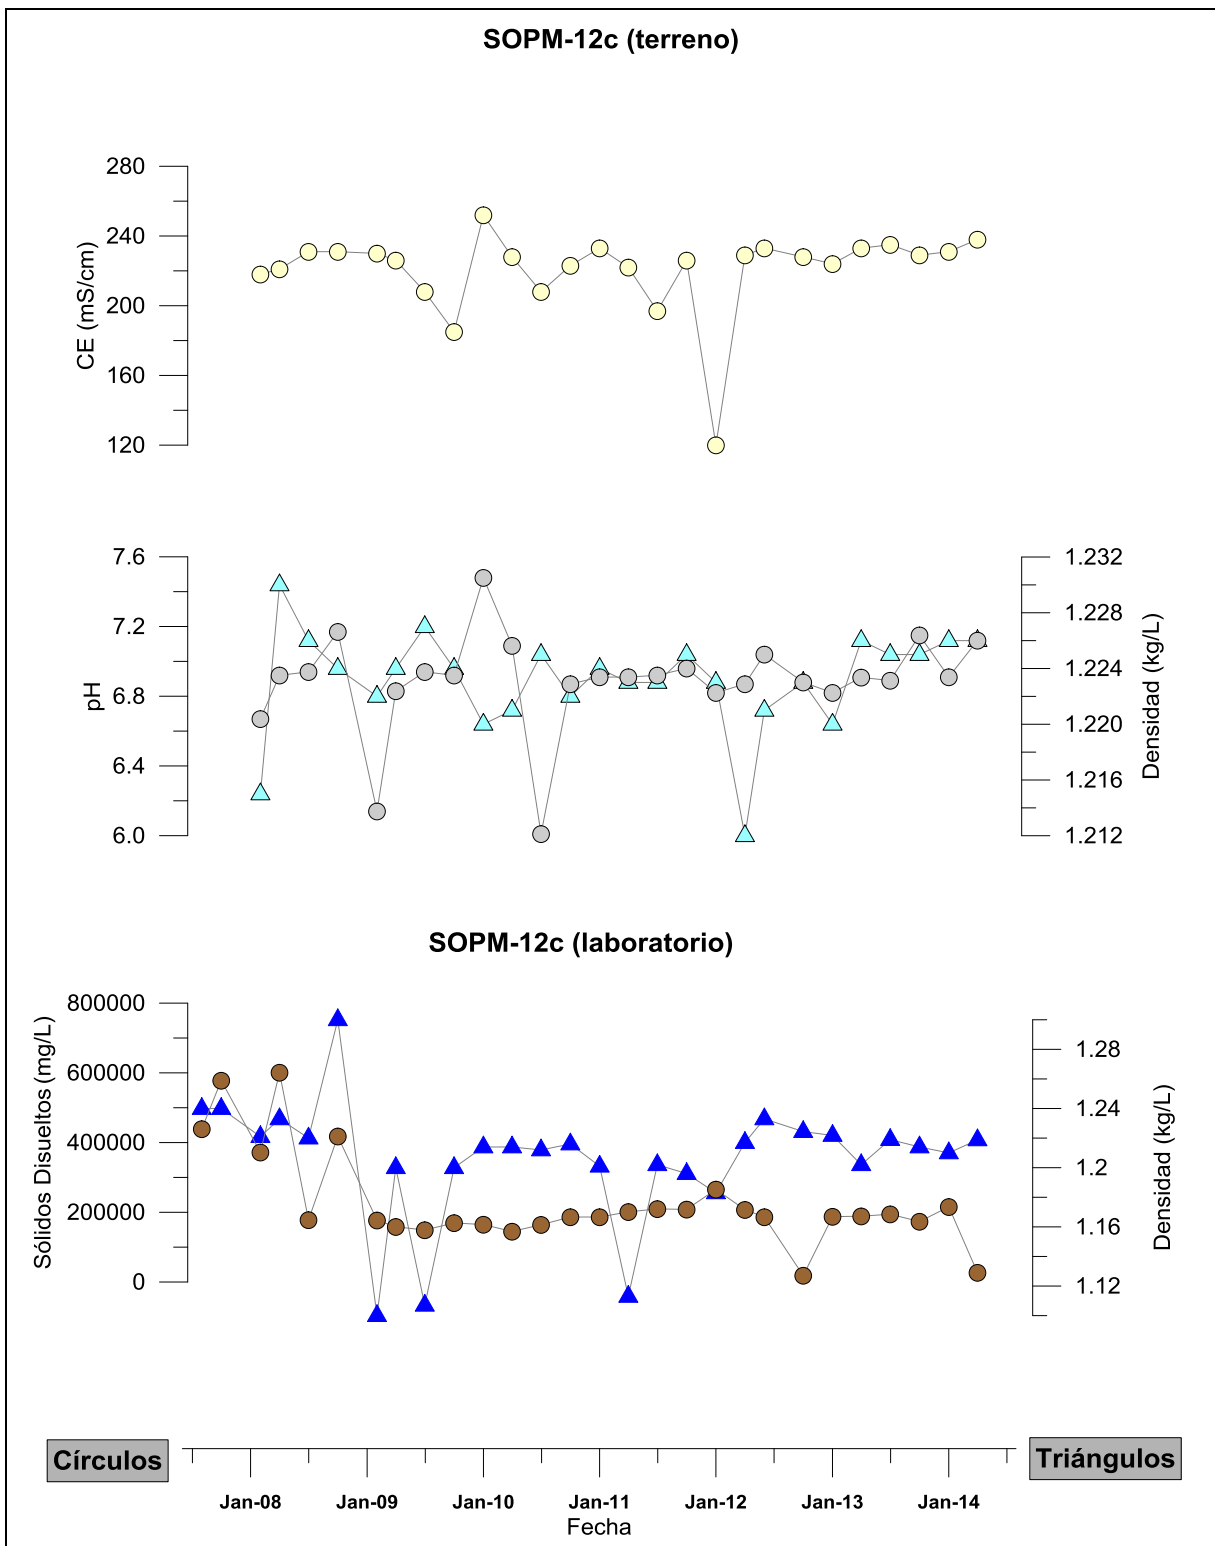 SOPM-12c (terreno)
280
240
200
160
120
CE (mS/cm)
7.6
7.2
6.8
6.4
6.0
pH
1.232
1.228
1.224
1.220
1.216
1.212
Densidad (kg/L)
SOPM-12c (laboratorio)
800000
600000
400000
200000
0
Sólidos Disueltos (mg/L)
1.28
1.24
1.2
1.16
1.12
Densidad (kg/L)
Círculos
Triángulos
Jan-08 Jan-09 Jan-10 Jan-11 Jan-12 Jan-13 Jan-14
Fecha